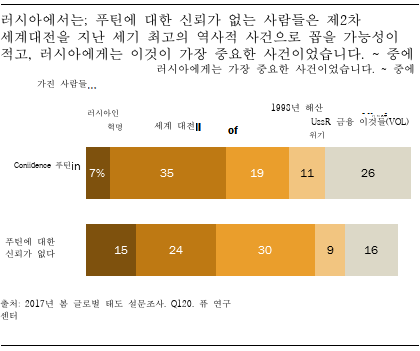 러시아에서는; 푸틴에 대한 신뢰가 없는 사람들은 제2차
세계대전을 지난 세기 최고의 역사적 사건으로 꼽을 가능성이
적고, 러시아에게는 이것이 가장 중요한 사건이었습니다. ~ 중에
러시아에게는 가장 중요한 사건이었습니다. ~ 중에
가진 사람들...
러시아인
혁명
세계 대전II
of
1998년 해산
UssR 금융 이것들(VOL)
위기
Confidence 푸틴in
7% 35 19 11 26
푸틴에 대한
신뢰가 없다
15 24 30 9 16
출처: 2017년 봄 글로벌 태도 설문조사. Q120. 퓨 연구
센터